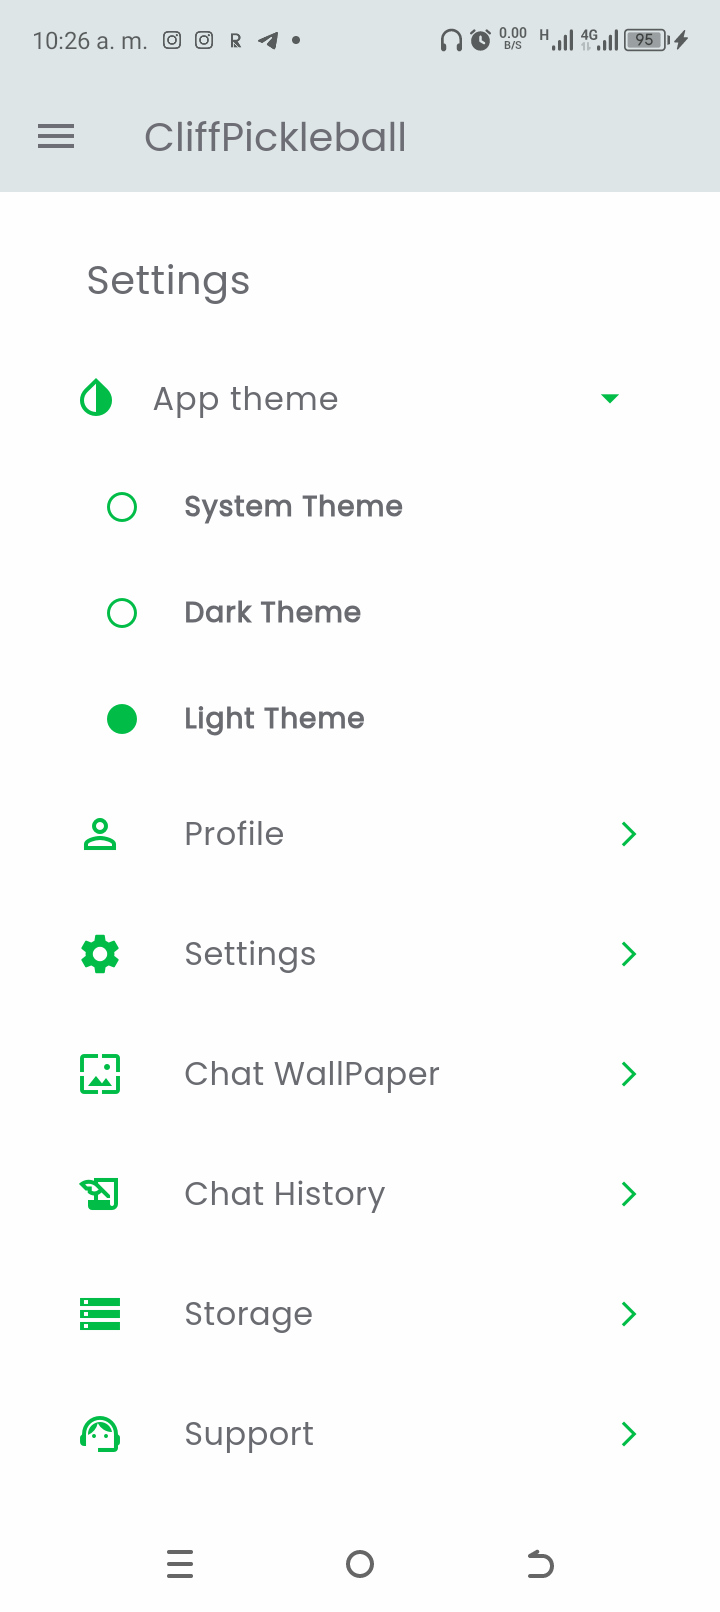 10:26 a. m.
0.00
B/S
H
4G
95
CliffPickleball
Settings
App theme
System Theme
Dark Theme
Light Theme
Profile
Settings
Chat WallPaper
Chat History
Storage
Support